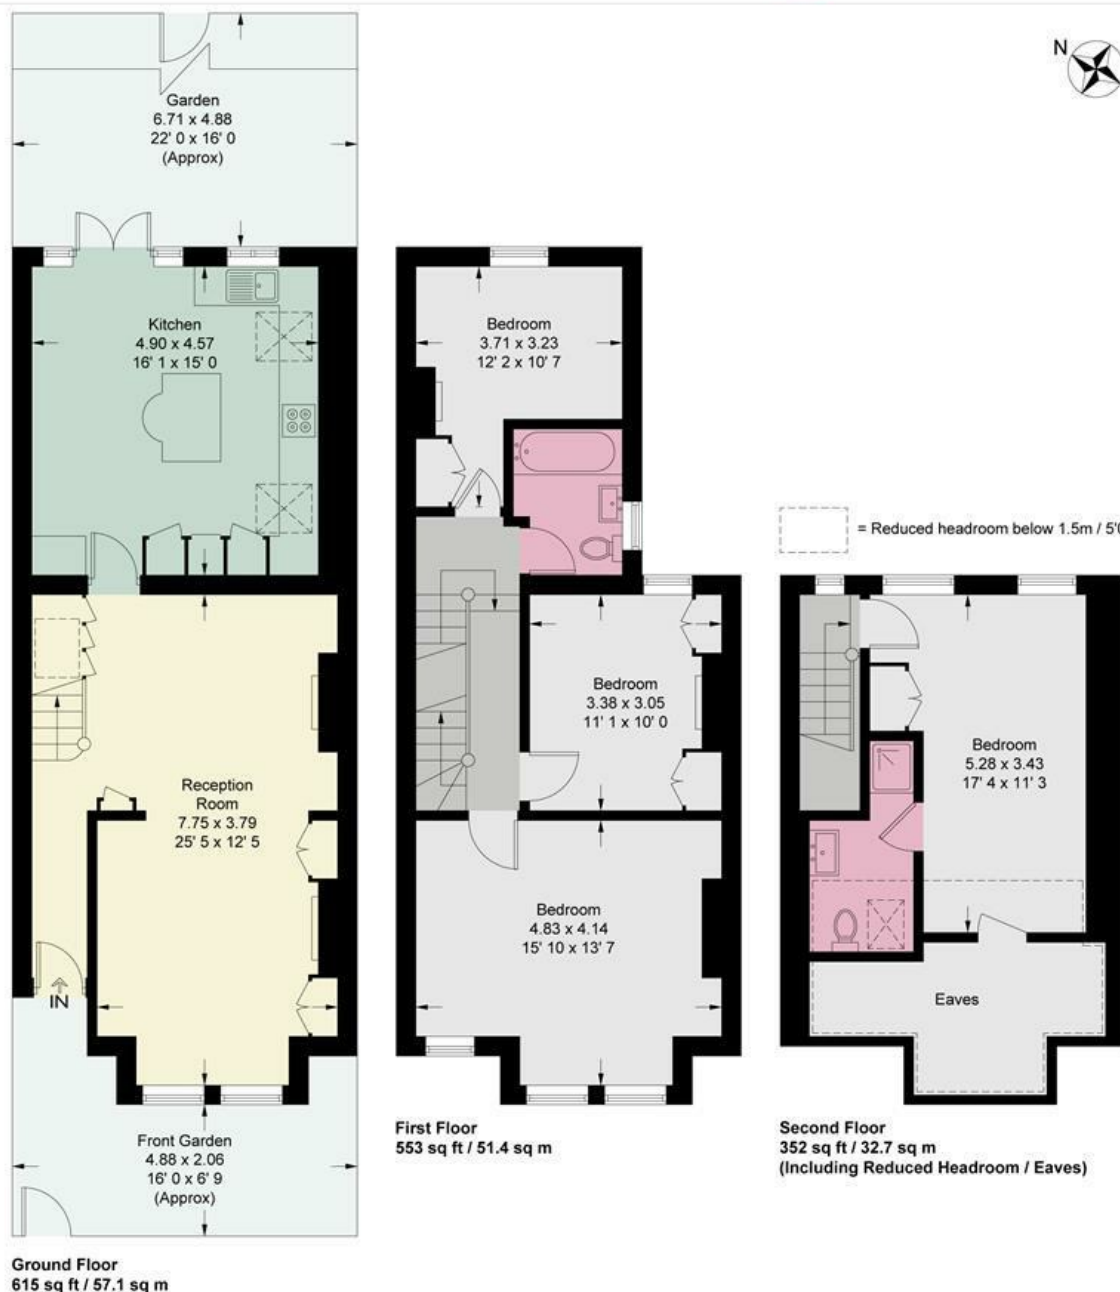 N
Garden
6.71 x 4.88
22' 0 x 16' 0
(Approx)
Kitchen
4.90 x 4.57
16' 1 x 15' 0
Reception
Room
7.75 x 3.79
25' 5 x 12' 5
IN
Front Garden
4.88 x 2.06
16' 0 x 6' 9
(Approx)
Ground Floor
615 sq ft / 57.1 sq m
Bedroom
3.71 x 3.23
12' 2 x 10' 7
Bedroom
3.38 x 3.05
11' 1 x 10' 0
Bedroom
4.83 x 4.14
15' 10 x 13' 7
First Floor
553 sq ft / 51.4 sq m
= Reduced headroom below 1.5m / 5'0
Bedroom
5.28 x 3.43
17' 4 x 11' 3
Eaves
Second Floor
352 sq ft / 32.7 sq m
(Including Reduced Headroom / Eaves)